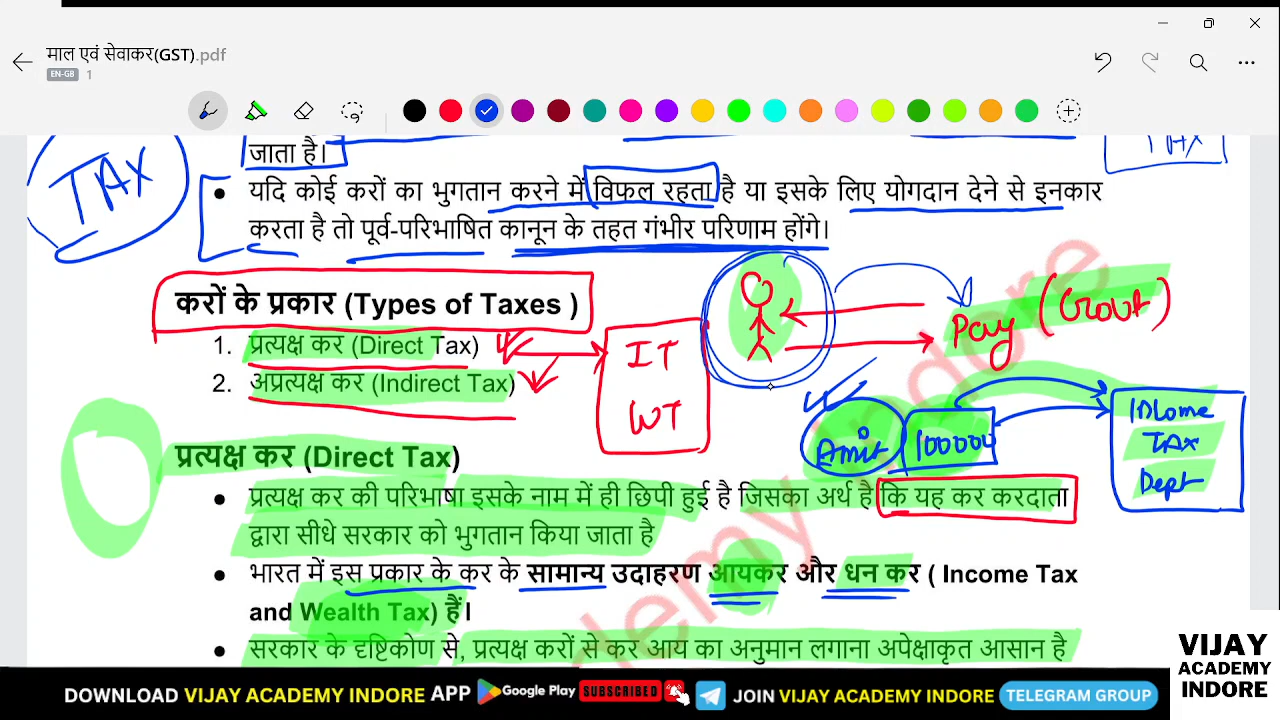 माल एवं सेवाकर(GST).pdf
EN-GB 1
TAX
TAX
जाता है।
यदि कोई करों का भुगतान करने में विफल रहता है या इसके लिए योगदान देने से इनकार
करता है तो पूर्व-परिभाषित कानून के तहत गंभीर परिणाम होंगे।
करों के प्रकार (Types of Taxes )
1. प्रत्यक्ष कर (Direct Tax)
2. अप्रत्यक्ष कर (Indirect Tax)
IT
WT
Pay (Govt)
Amit 100000
Income
TAX
Dept
प्रत्यक्ष कर (Direct Tax)
प्रत्यक्ष कर की परिभाषा इसके नाम में ही छिपी हुई है जिसका अर्थ है कि यह कर करदाता
द्वारा सीधे सरकार को भुगतान किया जाता है
भारत में इस प्रकार के कर के सामान्य उदाहरण आयकर और धन कर ( Income Tax
and Wealth Tax) हैं।
सरकार के दृष्टिकोण से, प्रत्यक्ष करों से कर आय का अनुमान लगाना अपेक्षाकृत आसान है
demy Indore
VIJAY
ACADEMY
INDORE
DOWNLOAD VIJAY ACADEMY INDORE APP Google Play SUBSCRIBED JOIN VIJAY ACADEMY INDORE TELEGRAM GROUP